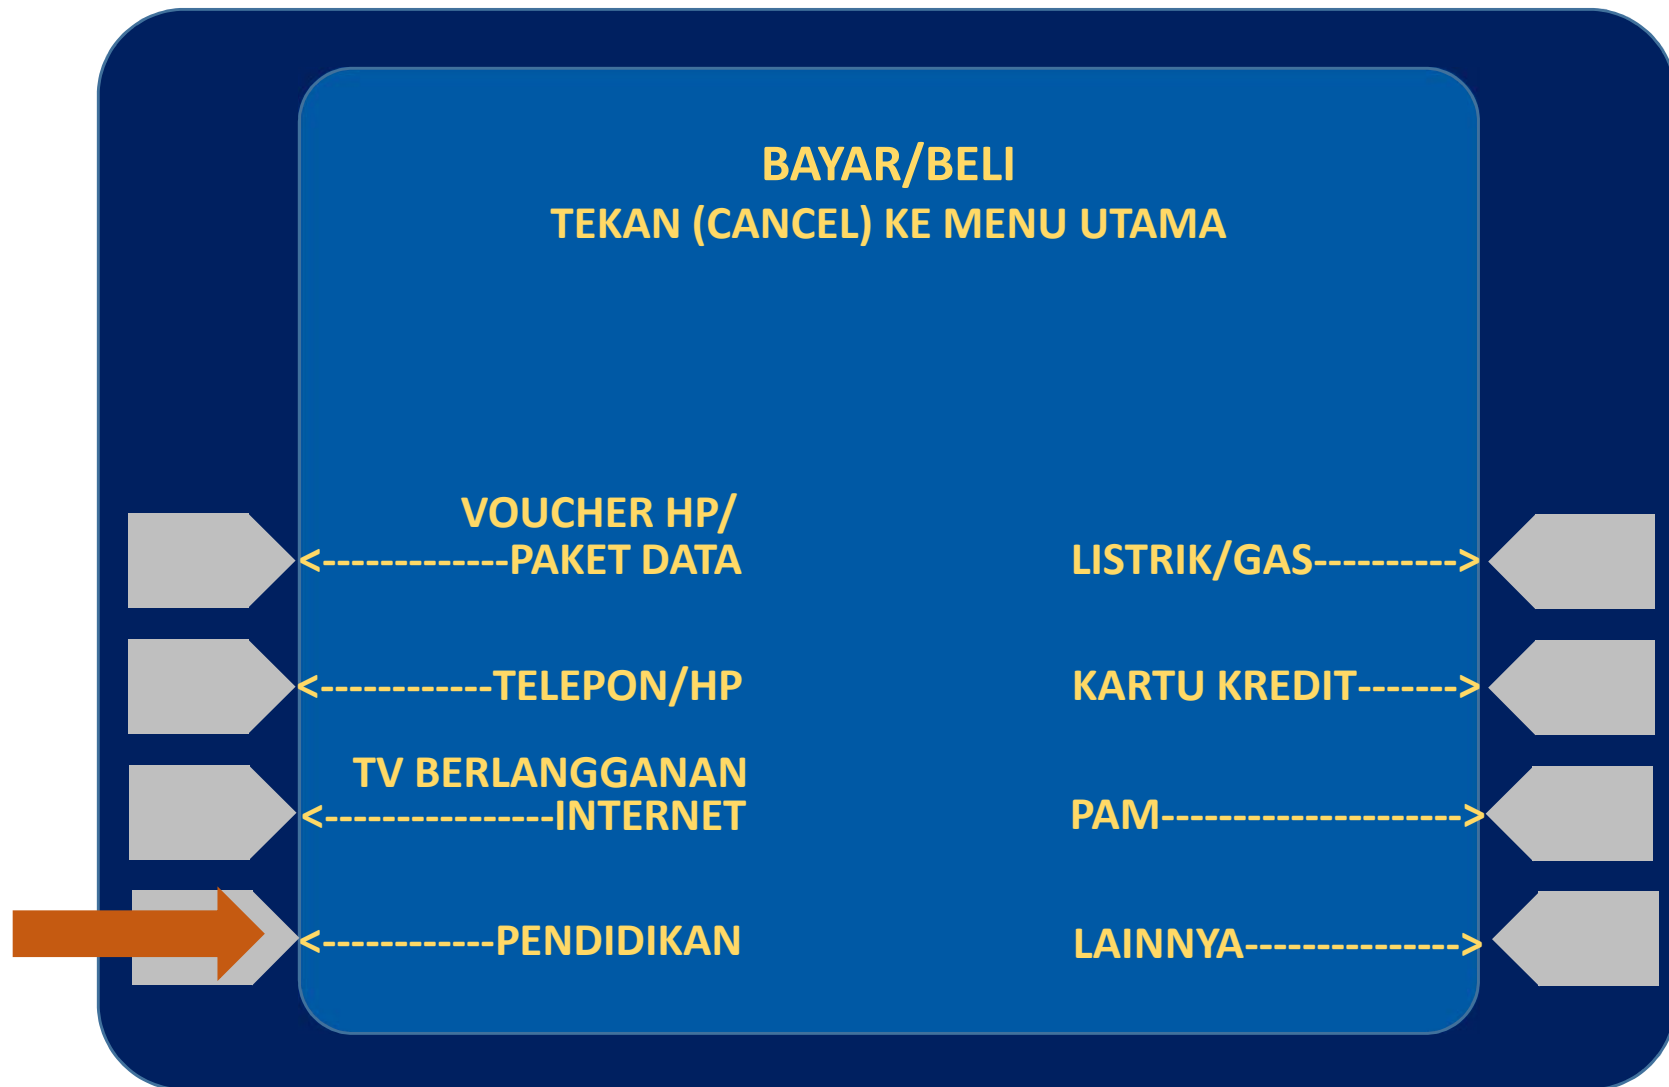 BAYAR/BELI
TEKAN (CANCEL) KE MENU UTAMA
VOUCHER HP/
<-------------PAKET DATA
LISTRIK/GAS---------->
<------------TELEPON/HP
KARTU KREDIT------->
TV BERLANGGANAN
<----------------INTERNET
PAM--------------------->
<------------PENDIDIKAN
LAINNYA--------------->